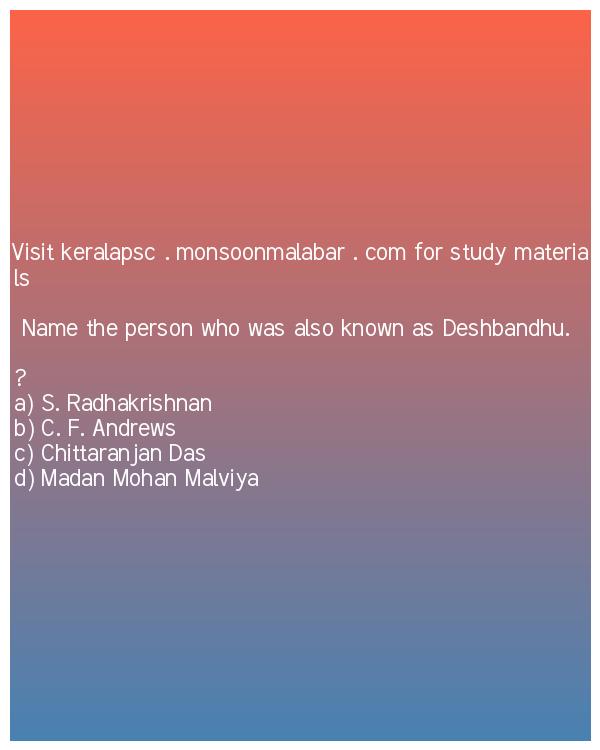 Visit keralapsc . monsoonmalabar . com for study materia
ls
Name the person who was also known as Deshbandhu.
?
a) S. Radhakrishnan
b) C. F. Andrews
c) Chittaranjan Das
d) Madan Mohan Malviya